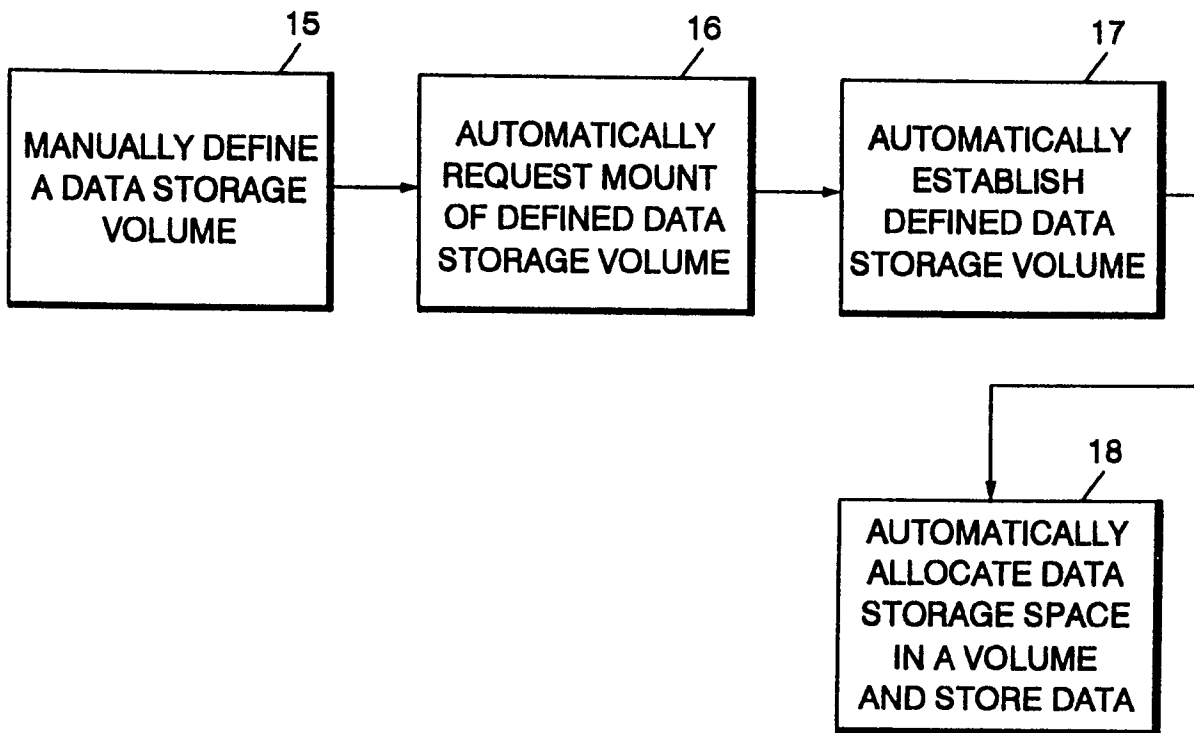 15
MANUALLY DEFINE
A DATA STORAGE
VOLUME
16
AUTOMATICALLY
REQUEST MOUNT
OF DEFINED DATA
STORAGE VOLUME
17
AUTOMATICALLY
ESTABLISH
DEFINED DATA
STORAGE VOLUME
18
AUTOMATICALLY
ALLOCATE DATA
STORAGE SPACE
IN A VOLUME
AND STORE DATA